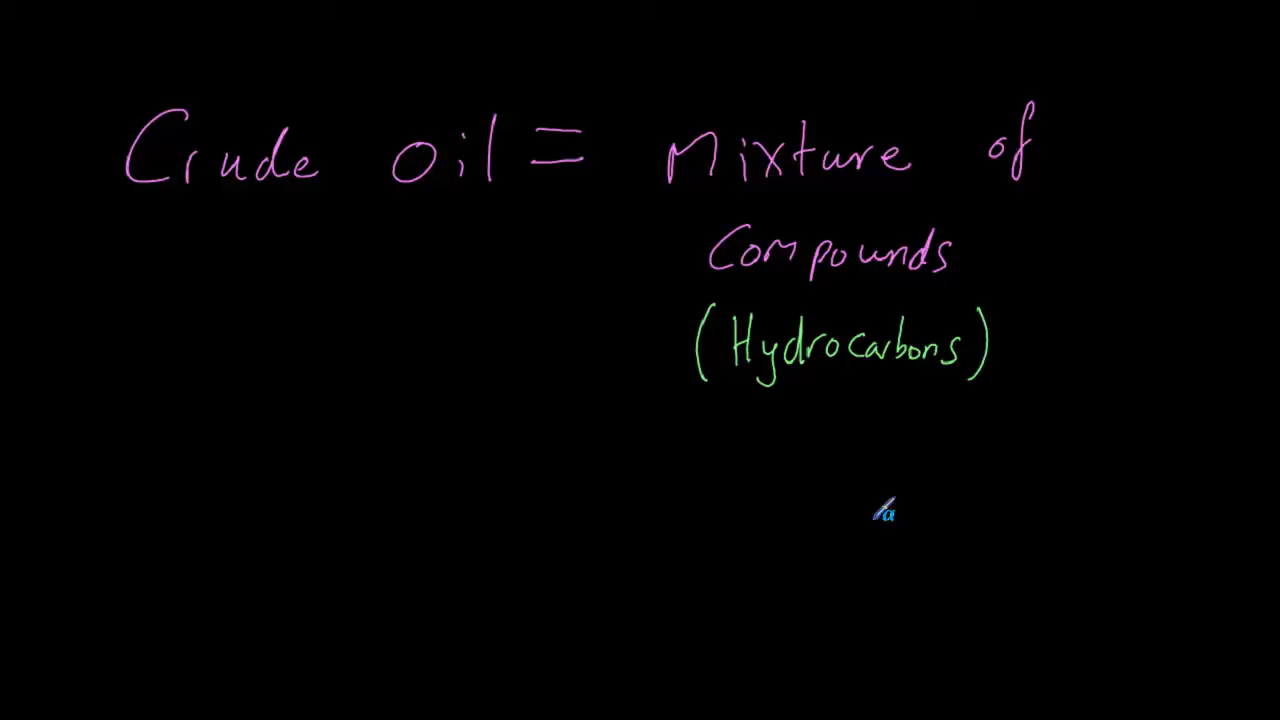 Crude oil = Mixture of
Compounds
(Hydrocarbons)